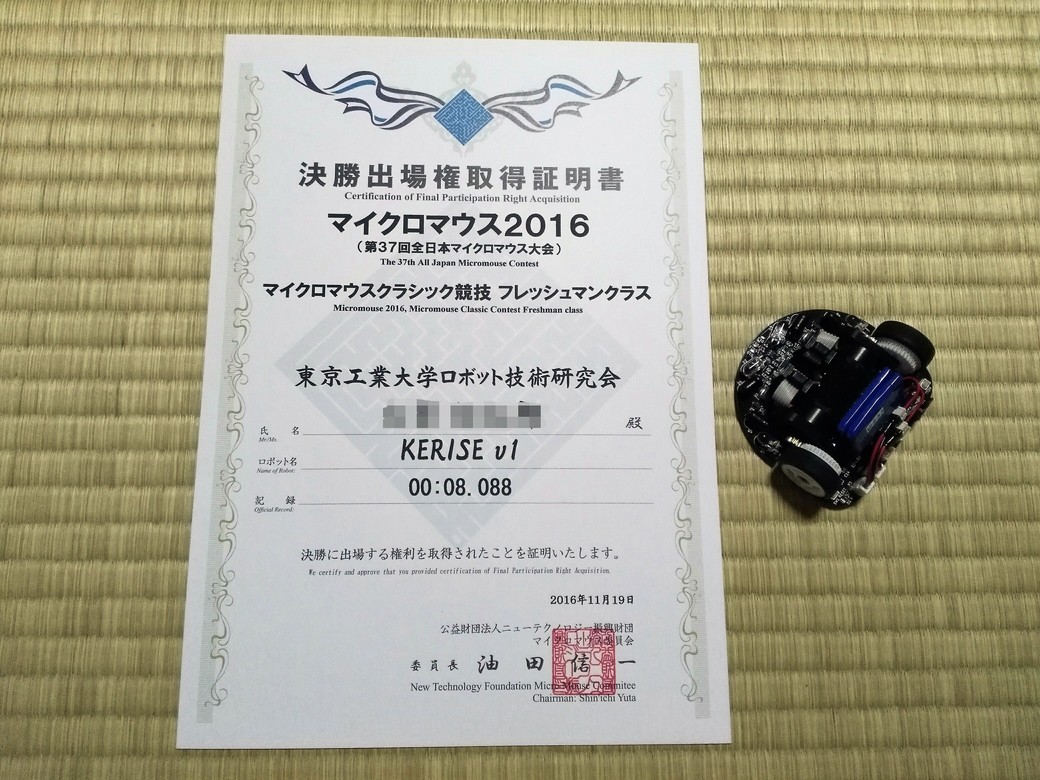 決勝出場権取得証明書
Certification of Final Participation Right Acquisition
マイクロマウス2016
（第37回全日本マイクロマウス大会）
The 37th All Japan Micromouse Contest
マイクロマウスクラシック競技 フレッシュマンクラス
Micromouse 2016, Micromouse Classic Contest Freshman class
東京工業大学ロボット技術研究会
氏 名 殿
Mr/Ms.
KERISE v1
ロボット名
Name of Robot:
00:08.088
記 録
Official Record:
決勝に出場する権利を取得されたことを証明いたします。
We certify and approve that you provided certification of Final Participation Right Acquisition.
2016年11月19日
公益財団法人ニューテクノロジー振興財団
マイクロマウス委員会
委員長 油田 信一
New Technology Foundation Micro Mouse Committee
Chairman: Shin'ichi Yuta